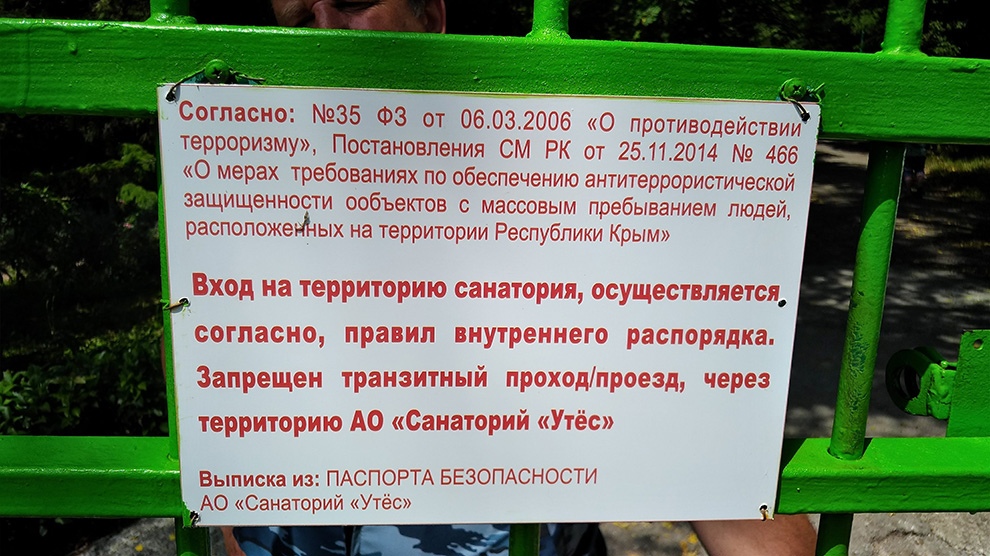 Согласно: №35 ФЗ от 06.03.2006 «О противодействии
терроризму», Постановления СМ РК от 25.11.2014 № 466
«О мерах требованиях по обеспечению антитеррористической
защищенности ообъектов с массовым пребыванием людей,
расположенных на территории Республики Крым»
Вход на территорию санатория, осуществляется
согласно, правил внутреннего распорядка.
Запрещен транзитный проход/проезд, через
территорию АО «Санаторий «Утёс»
Выписка из: ПАСПОРТА БЕЗОПАСНОСТИ
АО «Санаторий «Утёс»